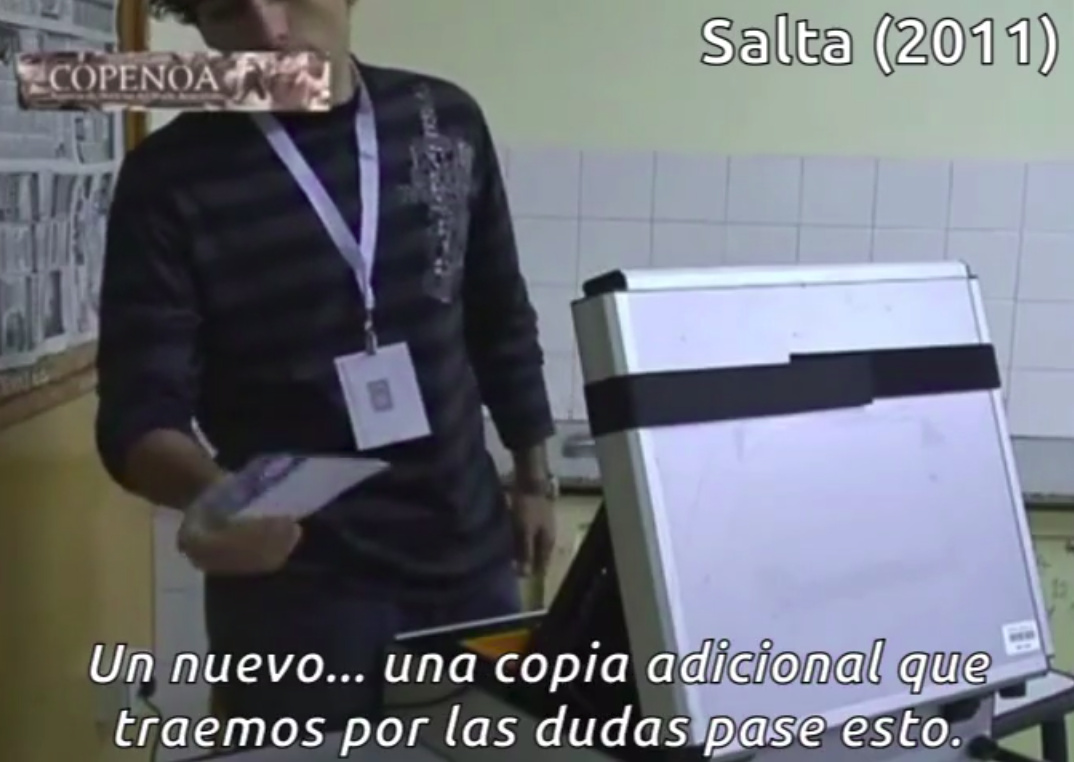 Salta (2011)
COPENOA
Un nuevo... una copia adicional que
traemos por las dudas pase esto.